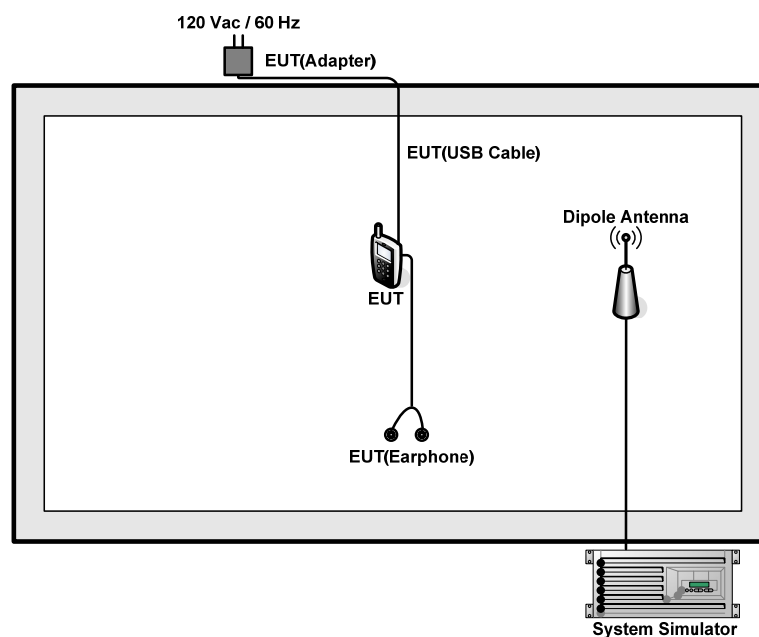 120 Vac / 60 Hz
EUT(Adapter)
EUT(USB Cable)
Dipole Antenna
EUT
EUT(Earphone)
System Simulator